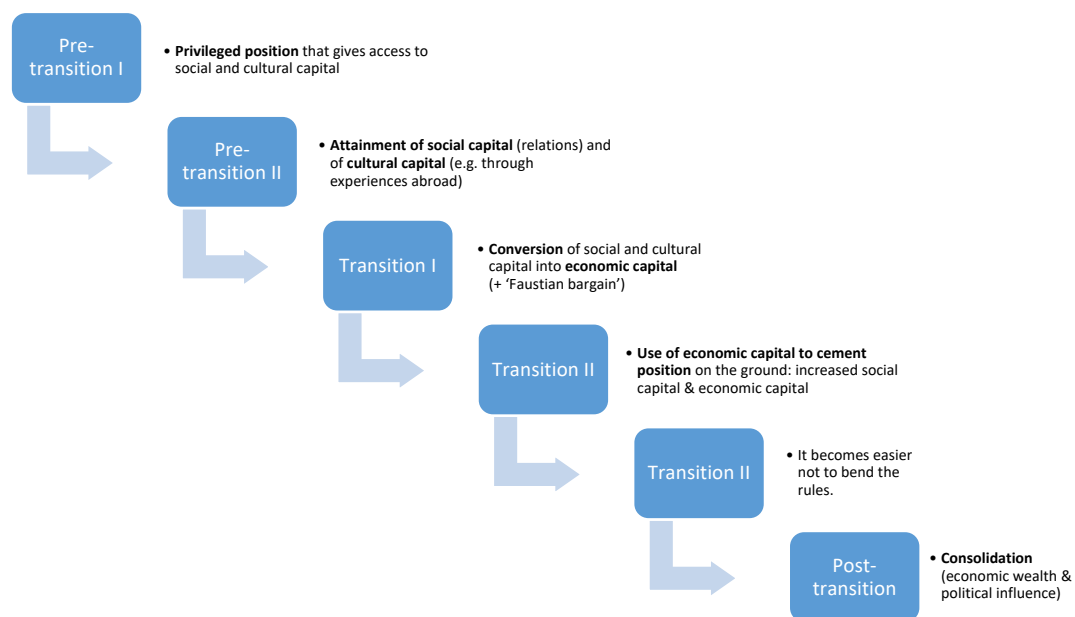 Pre-
transition I
• Privileged position that gives access to
social and cultural capital
Pre-
transition II
• Attainment of social capital (relations) and
of cultural capital (e.g. through
experiences abroad)
Transition I
• Conversion of social and cultural
capital into economic capital
(+ ‘Faustian bargain’)
Transition II
• Use of economic capital to cement
position on the ground: increased social
capital & economic capital
Transition II
• It becomes easier
not to bend the
rules.
Post-
transition
• Consolidation
(economic wealth &
political influence)